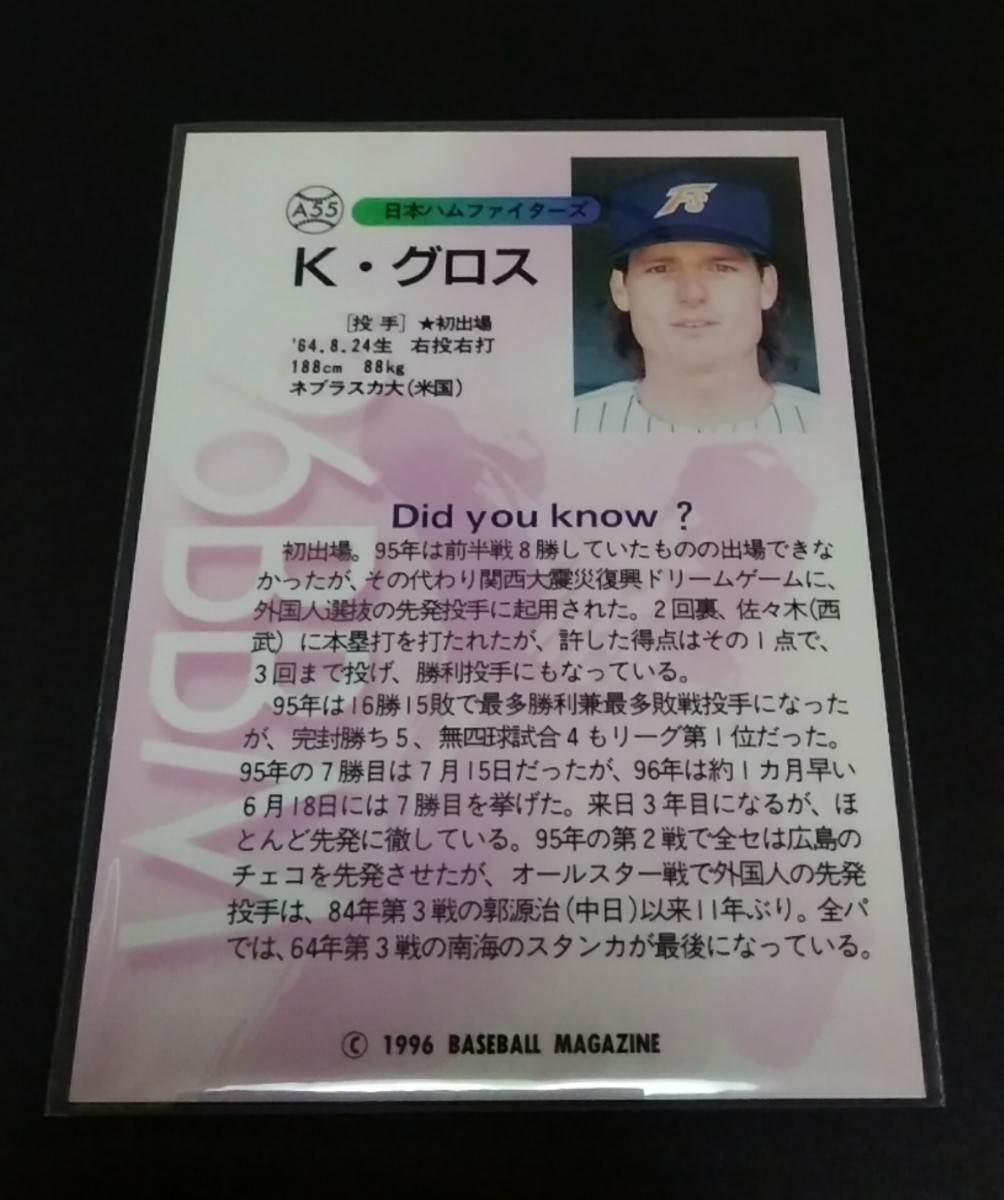 A55
日本ハムファイターズ
Fs
K・グロス
[投手] ★初出場
'64.8.24生 右投右打
188cm 88kg
ネブラスカ大(米国)
'96BBM
Did you know ?
初出場。95年は前半戦8勝していたものの出場できな
かったが、その代わり関西大震災復興ドリームゲームに、
外国人選抜の先発投手に起用された。2回裏、佐々木(西
武)に本塁打を打たれたが、許した得点はその1点で、
3回まで投げ、勝利投手にもなっている。
95年は16勝15敗で最多勝利兼最多敗戦投手になった
が、完封勝ち5、無四球試合4もリーグ第1位だった。
95年の7勝目は7月15日だったが、96年は約1カ月早い
6月18日には7勝目を挙げた。来日3年目になるが、ほ
とんど先発に徹している。95年の第2戦で全セは広島の
チェコを先発させたが、オールスター戦で外国人の先発
投手は、84年第3戦の郭源治(中日)以来11年ぶり。全パ
では、64年第3戦の南海のスタンカが最後になっている。
© 1996 BASEBALL MAGAZINE